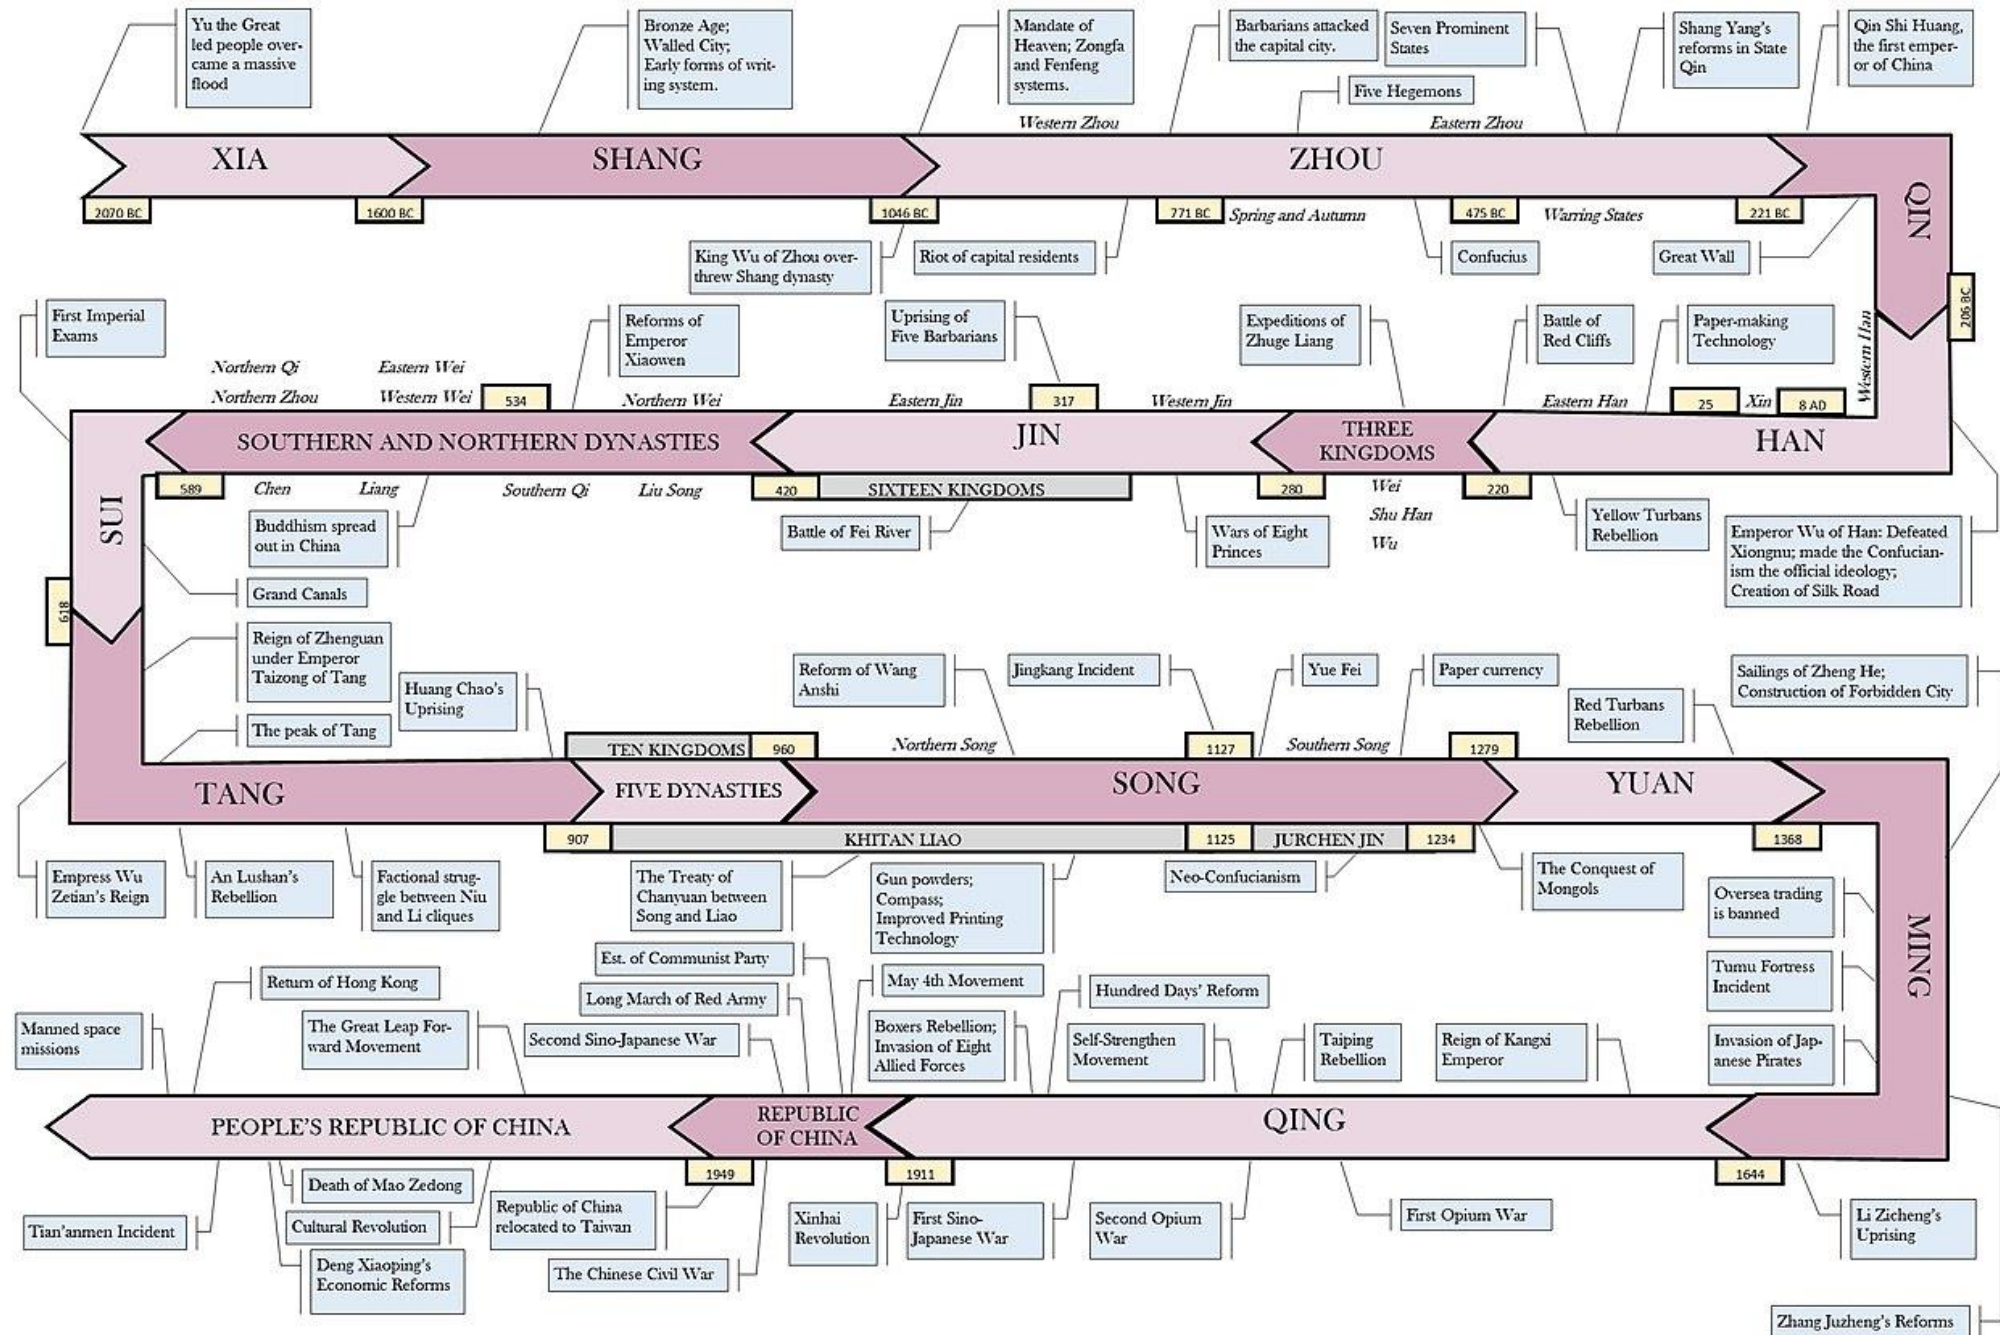 Yu the Great
led people over-
came a massive
flood
Bronze Age;
Walled City;
Early forms of writ-
ing system.
Mandate of
Heaven; Zongfa
and Fenfeng
systems.
Barbarians attacked
the capital city.
Seven Prominent
States
Five Hegemons
Shang Yang's
reforms in State
Qin
Qin Shi Huang,
the first emper-
or of China
Western Zhou
Eastern Zhou
XIA
SHANG
ZHOU
QIN
2070 BC
1600 BC
1046 BC
771 BC
Spring and Autumn
475 BC
Warring States
221 BC
King Wu of Zhou over-
threw Shang dynasty
Riot of capital residents
Confucius
Great Wall
206 BC
First Imperial
Exams
Reforms of
Emperor
Xiaowen
Uprising of
Five Barbarians
Expeditions of
Zhuge Liang
Battle of
Red Cliffs
Paper-making
Technology
Western Han
Northern Qi
Eastern Wei
Northern Zhou
Western Wei
534
Northern Wei
Eastern Jin
317
Western Jin
Eastern Han
25
Xin
8 AD
SOUTHERN AND NORTHERN DYNASTIES
JIN
THREE
KINGDOMS
HAN
SUI
589
Chen
Liang
Southern Qi
Liu Song
420
SIXTEEN KINGDOMS
280
Wei
Shu Han
Wu
220
Buddhism spread
out in China
Battle of Fei River
Wars of Eight
Princes
Yellow Turbans
Rebellion
Emperor Wu of Han: Defeated
Xiongnu; made the Confucian-
ism the official ideology;
Creation of Silk Road
Grand Canals
618
Reign of Zhenguan
under Emperor
Taizong of Tang
Huang Chao's
Uprising
The peak of Tang
Reform of Wang
Anshi
Jingkang Incident
Yue Fei
Paper currency
Red Turbans
Rebellion
Sailings of Zheng He;
Construction of Forbidden City
TEN KINGDOMS
960
Northern Song
1127
Southern Song
1279
TANG
FIVE DYNASTIES
SONG
YUAN
MING
907
KHITAN LIAO
1125
JURCHEN JIN
1234
1368
Empress Wu
Zetian's Reign
An Lushan's
Rebellion
Factional strug-
gle between Niu
and Li cliques
The Treaty of
Chanyuan between
Song and Liao
Gun powders;
Compass;
Improved Printing
Technology
Neo-Confucianism
The Conquest of
Mongols
Oversea trading
is banned
Tumu Fortress
Incident
Invasion of Jap-
anese Pirates
Est. of Communist Party
Return of Hong Kong
May 4th Movement
Long March of Red Army
Hundred Days' Reform
Manned space
missions
The Great Leap For-
ward Movement
Second Sino-Japanese War
Boxers Rebellion;
Invasion of Eight
Allied Forces
Self-Strengthen
Movement
Taiping
Rebellion
Reign of Kangxi
Emperor
PEOPLE'S REPUBLIC OF CHINA
REPUBLIC
OF CHINA
QING
1949
1911
1644
Death of Mao Zedong
Tian'anmen Incident
Cultural Revolution
Deng Xiaoping's
Economic Reforms
Republic of China
relocated to Taiwan
The Chinese Civil War
Xinhai
Revolution
First Sino-
Japanese War
Second Opium
War
First Opium War
Li Zicheng's
Uprising
Zhang Juzheng's Reforms